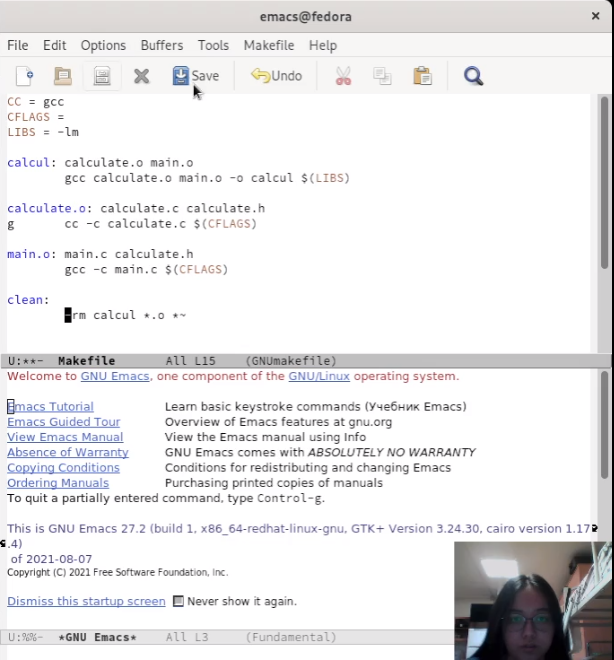 emacs@fedora ×
File Edit Options Buffers Tools Makefile Help
Save Undo
CC = gcc
CFLAGS =
LIBS = -lm
calcul: calculate.o main.o
gcc calculate.o main.o -o calcul $(LIBS)
calculate.o: calculate.c calculate.h
g cc -c calculate.c $(CFLAGS)
main.o: main.c calculate.h
gcc -c main.c $(CFLAGS)
clean:
-rm calcul *.o *~
U:**- Makefile All L15 (GNUmakefile)
Welcome to GNU Emacs, one component of the GNU/Linux operating system.
Emacs Tutorial Learn basic keystroke commands (Учебник Emacs)
Emacs Guided Tour Overview of Emacs features at gnu.org
View Emacs Manual View the Emacs manual using Info
Absence of Warranty GNU Emacs comes with ABSOLUTELY NO WARRANTY
Copying Conditions Conditions for redistributing and changing Emacs
Ordering Manuals Purchasing printed copies of manuals
To quit a partially entered command, type Control-g.
This is GNU Emacs 27.2 (build 1, x86_64-redhat-linux-gnu, GTK+ Version 3.24.30, cairo version 1.17
.4)
of 2021-08-07
Copyright (C) 2021 Free Software Foundation, Inc.
Dismiss this startup screen Never show it again.
U:%%- *GNU Emacs* All L3 (Fundamental)